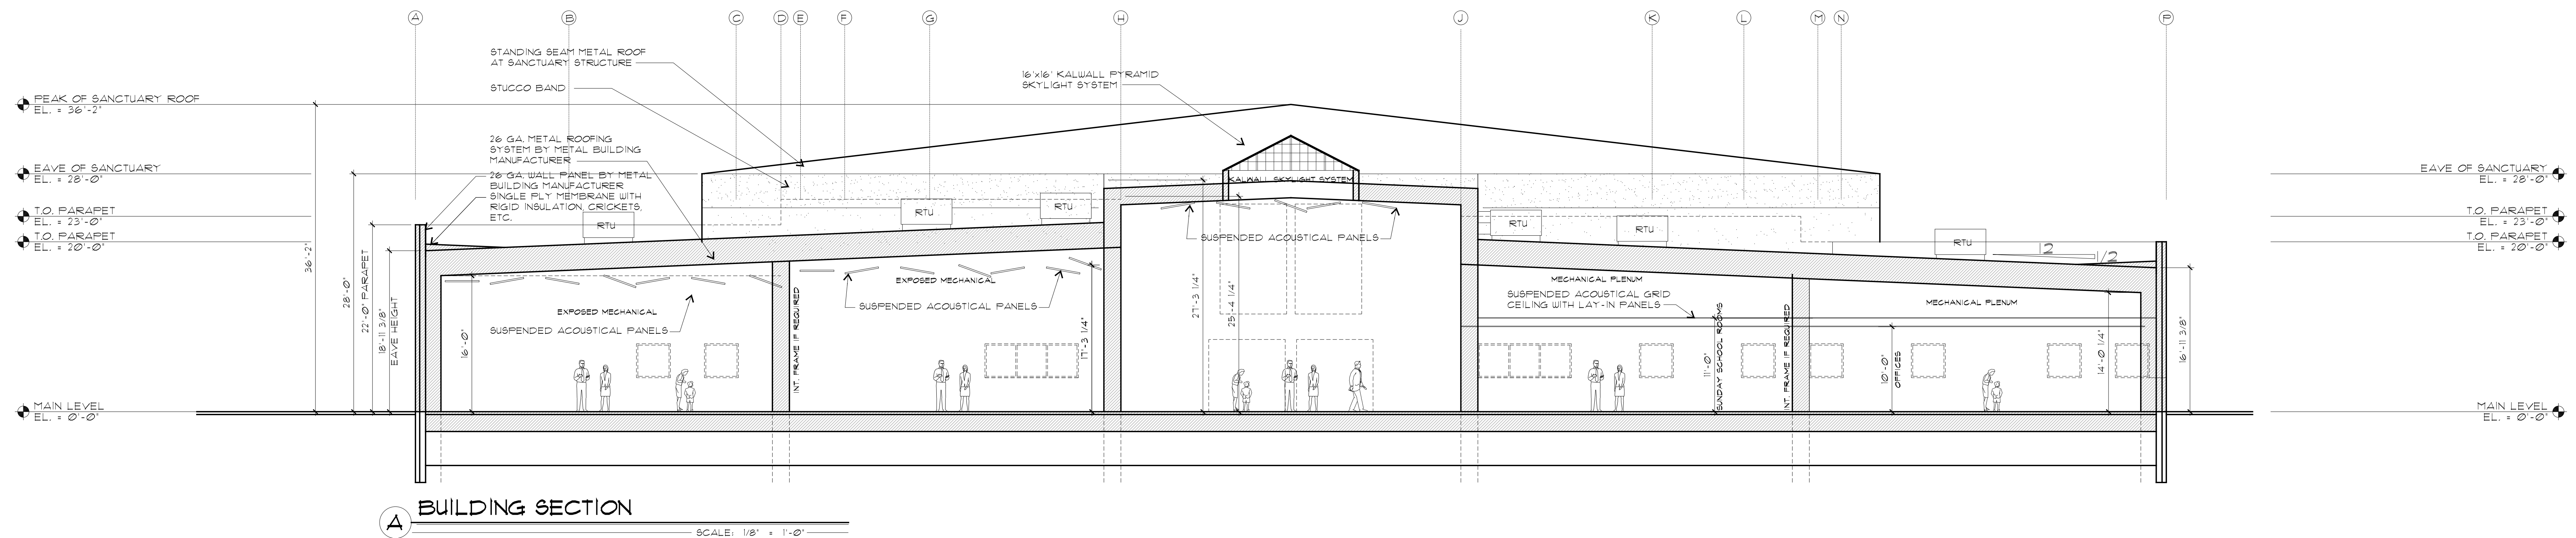 A
B
C
D
E
F
G
H
J
K
L
M
N
P
STANDING SEAM METAL ROOF
AT SANCTUARY STRUCTURE
STUCCO BAND
16'x16' KALWALL PYRAMID
SKYLIGHT SYSTEM
PEAK OF SANCTUARY ROOF
EL. = 36'-2"
EAVE OF SANCTUARY
EL. = 28'-0"
T.O. PARAPET
EL. = 23'-0"
T.O. PARAPET
EL. = 20'-0"
MAIN LEVEL
EL. = 0'-0"
26 GA. METAL ROOFING
SYSTEM BY METAL BUILDING
MANUFACTURER
26 GA. WALL PANEL BY METAL
BUILDING MANUFACTURER
SINGLE PLY MEMBRANE WITH
RIGID INSULATION, CRICKETS,
ETC.
36'-2"
28'-0"
22'-0" PARAPET
18'-11 3/8"
EAVE HEIGHT
16'-0"
RTU
RTU
RTU
EXPOSED MECHANICAL
SUSPENDED ACOUSTICAL PANELS
INT. FRAME IF REQUIRED
EXPOSED MECHANICAL
SUSPENDED ACOUSTICAL PANELS
17'-3 1/4"
KALWALL SKYLIGHT SYSTEM
SUSPENDED ACOUSTICAL PANELS
27'-3 1/4"
25'-4 1/4"
RTU
RTU
RTU
12
1/2
MECHANICAL PLENUM
SUSPENDED ACOUSTICAL GRID
CEILING WITH LAY-IN PANELS
11'-0"
SUNDAY SCHOOL ROOMS
INT. FRAME IF REQUIRED
MECHANICAL PLENUM
10'-0"
OFFICES
14'-0 1/4"
16'-11 3/8"
EAVE OF SANCTUARY
EL. = 28'-0"
T.O. PARAPET
EL. = 23'-0"
T.O. PARAPET
EL. = 20'-0"
MAIN LEVEL
EL. = 0'-0"
A BUILDING SECTION
SCALE: 1/8" = 1'-0"